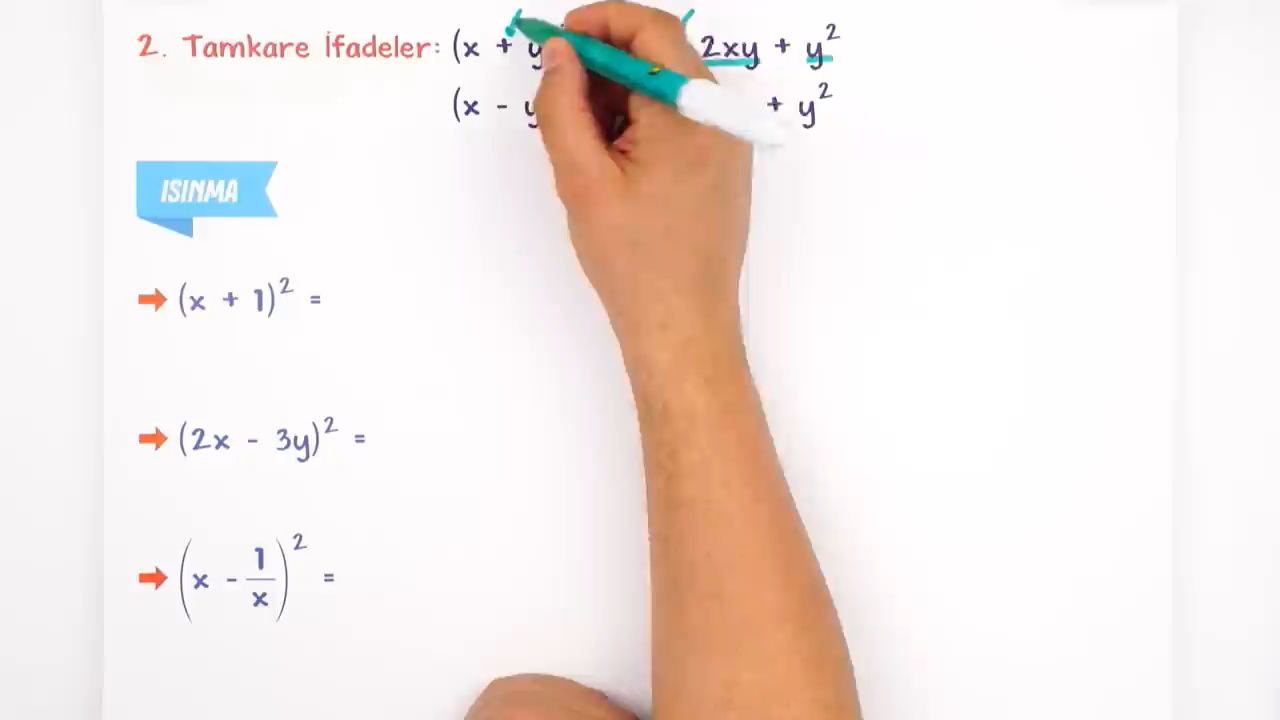 2. Tamkare İfadeler: (x + y 2xy + y²
(x - y + y²
ISINMA
(x + 1)² =
(2x - 3y)² =
(x - 1/x)² =